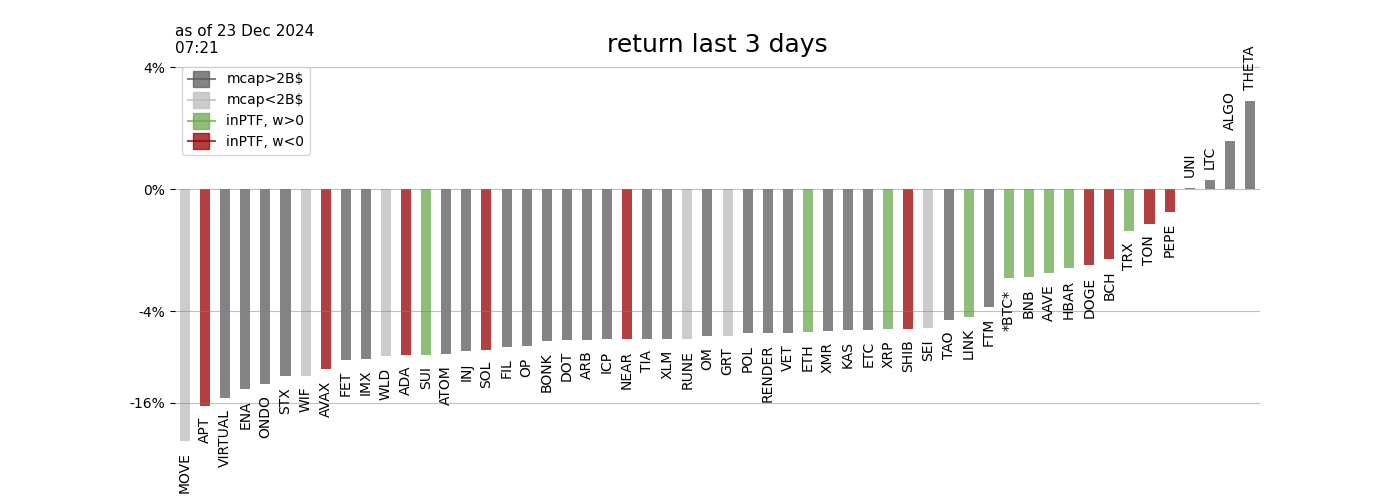 as of 23 Dec 2024
07:21
return last 3 days
4%
0%
-4%
-16%
mcap>2B$
mcap<2B$
inPTF, w>0
inPTF, w<0
MOVE
APT
VIRTUAL
ENA
ONDO
STX
WIF
AVAX
FET
IMX
WLD
ADA
SUI
ATOM
INJ
SOL
FIL
OP
BONK
DOT
ARB
ICP
NEAR
TIA
XLM
RUNE
OM
GRT
POL
RENDER
VET
ETH
XMR
KAS
ETC
XRP
SHIB
SEI
TAO
LINK
FTM
*BTC*
BNB
AAVE
HBAR
DOGE
BCH
TRX
TON
PEPE
UNI
LTC
ALGO
THETA